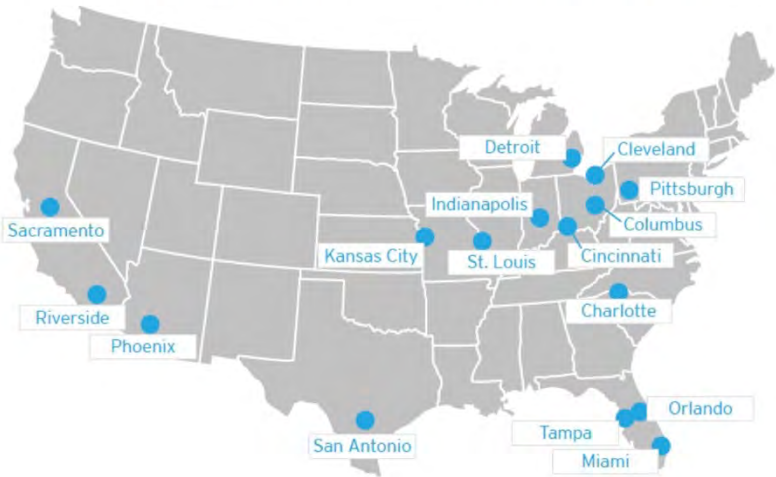 Detroit
Cleveland
Pittsburgh
Indianapolis
Columbus
Sacramento
Kansas City
St. Louis
Cincinnati
Riverside
Charlotte
Phoenix
San Antonio
Orlando
Tampa
Miami